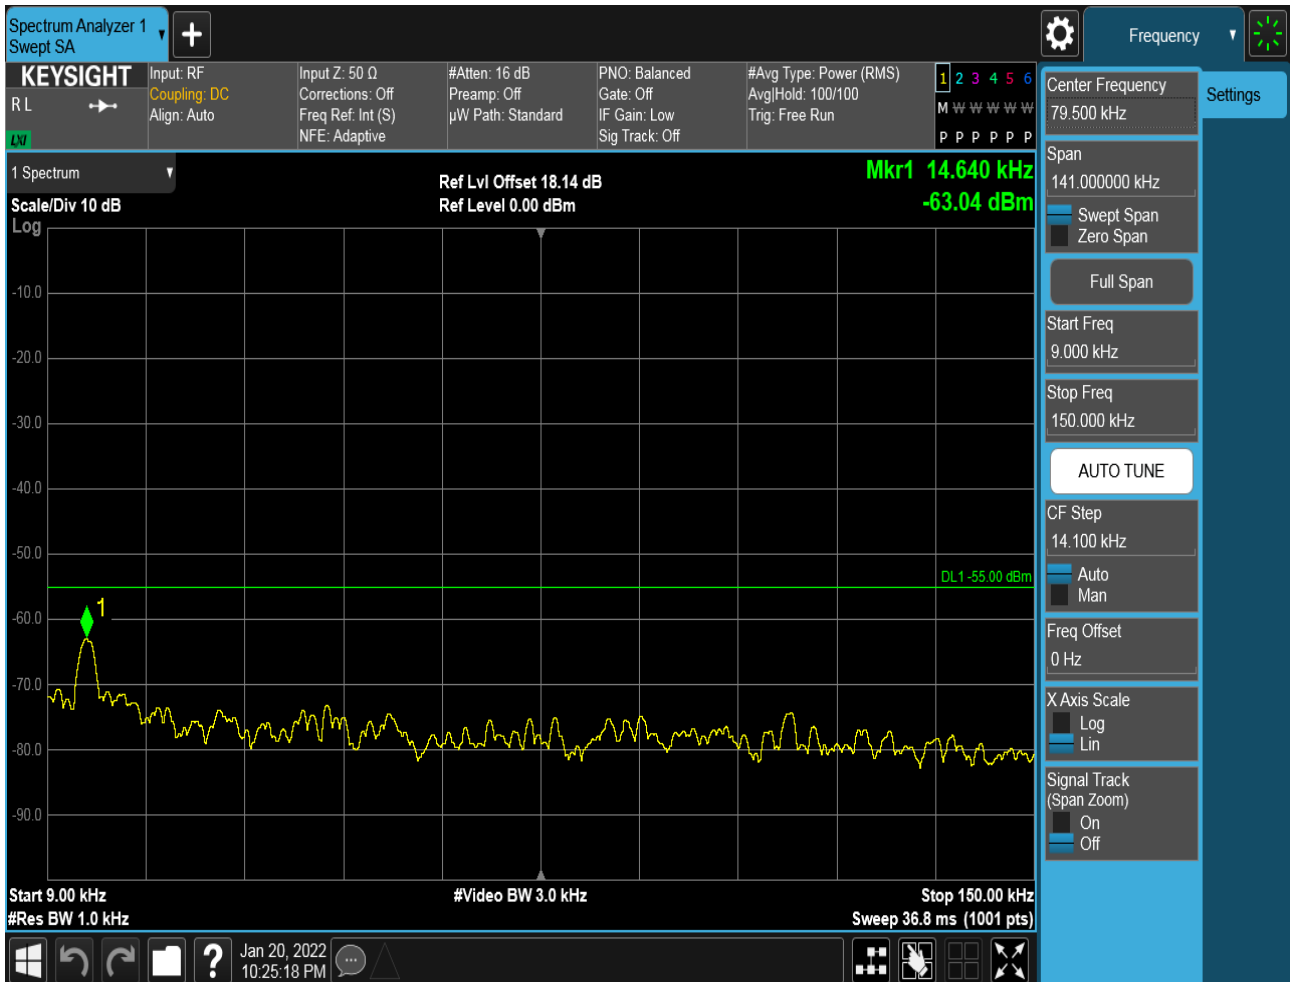 Spectrum Analyzer 1
Swept SA
Frequency
KEYSIGHT
R L
LXI
Input: RF
Coupling: DC
Align: Auto
Input Z: 50 Ω
Corrections: Off
Freq Ref: Int (S)
NFE: Adaptive
#Atten: 16 dB
Preamp: Off
µW Path: Standard
PNO: Balanced
Gate: Off
IF Gain: Low
Sig Track: Off
#Avg Type: Power (RMS)
Avg|Hold: 100/100
Trig: Free Run
1 2 3 4 5 6
M W W W W W
P P P P P P
1 Spectrum
Scale/Div 10 dB
Log
Ref Lvl Offset 18.14 dB
Ref Level 0.00 dBm
Mkr1 14.640 kHz
-63.04 dBm
-10.0
-20.0
-30.0
-40.0
-50.0
DL1 -55.00 dBm
1
-60.0
-70.0
-80.0
-90.0
Start 9.00 kHz
#Video BW 3.0 kHz
Stop 150.00 kHz
#Res BW 1.0 kHz
Sweep 36.8 ms (1001 pts)
?
Jan 20, 2022
10:25:18 PM
Center Frequency
79.500 kHz
Settings
Span
141.000000 kHz
Swept Span
Zero Span
Full Span
Start Freq
9.000 kHz
Stop Freq
150.000 kHz
AUTO TUNE
CF Step
14.100 kHz
Auto
Man
Freq Offset
0 Hz
X Axis Scale
Log
Lin
Signal Track
(Span Zoom)
On
Off